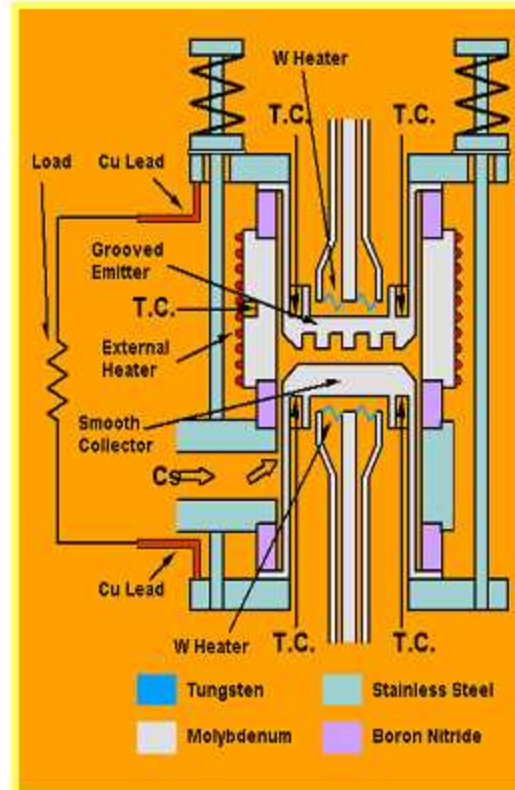 W Heater
T.C.
T.C.
Load
Cu Lead
Grooved
Emitter
T.C.
External
Heater
Smooth
Collector
Cs
Cu Lead
W Heater
T.C.
T.C.
Tungsten
Stainless Steel
Molybdenum
Boron Nitride